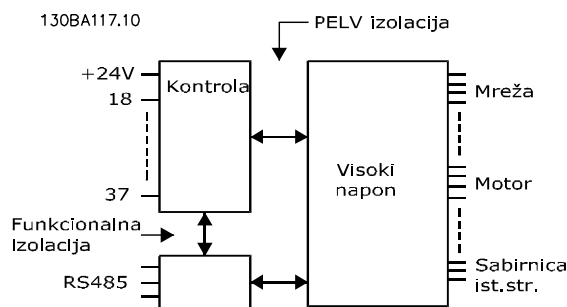 130BA117.10
PELV izolacija
+24V
Kontrola
18
37
Visoki
napon
Mreža
Motor
Funkcionalna
izolacija
RS485
Sabirnica
ist.str.